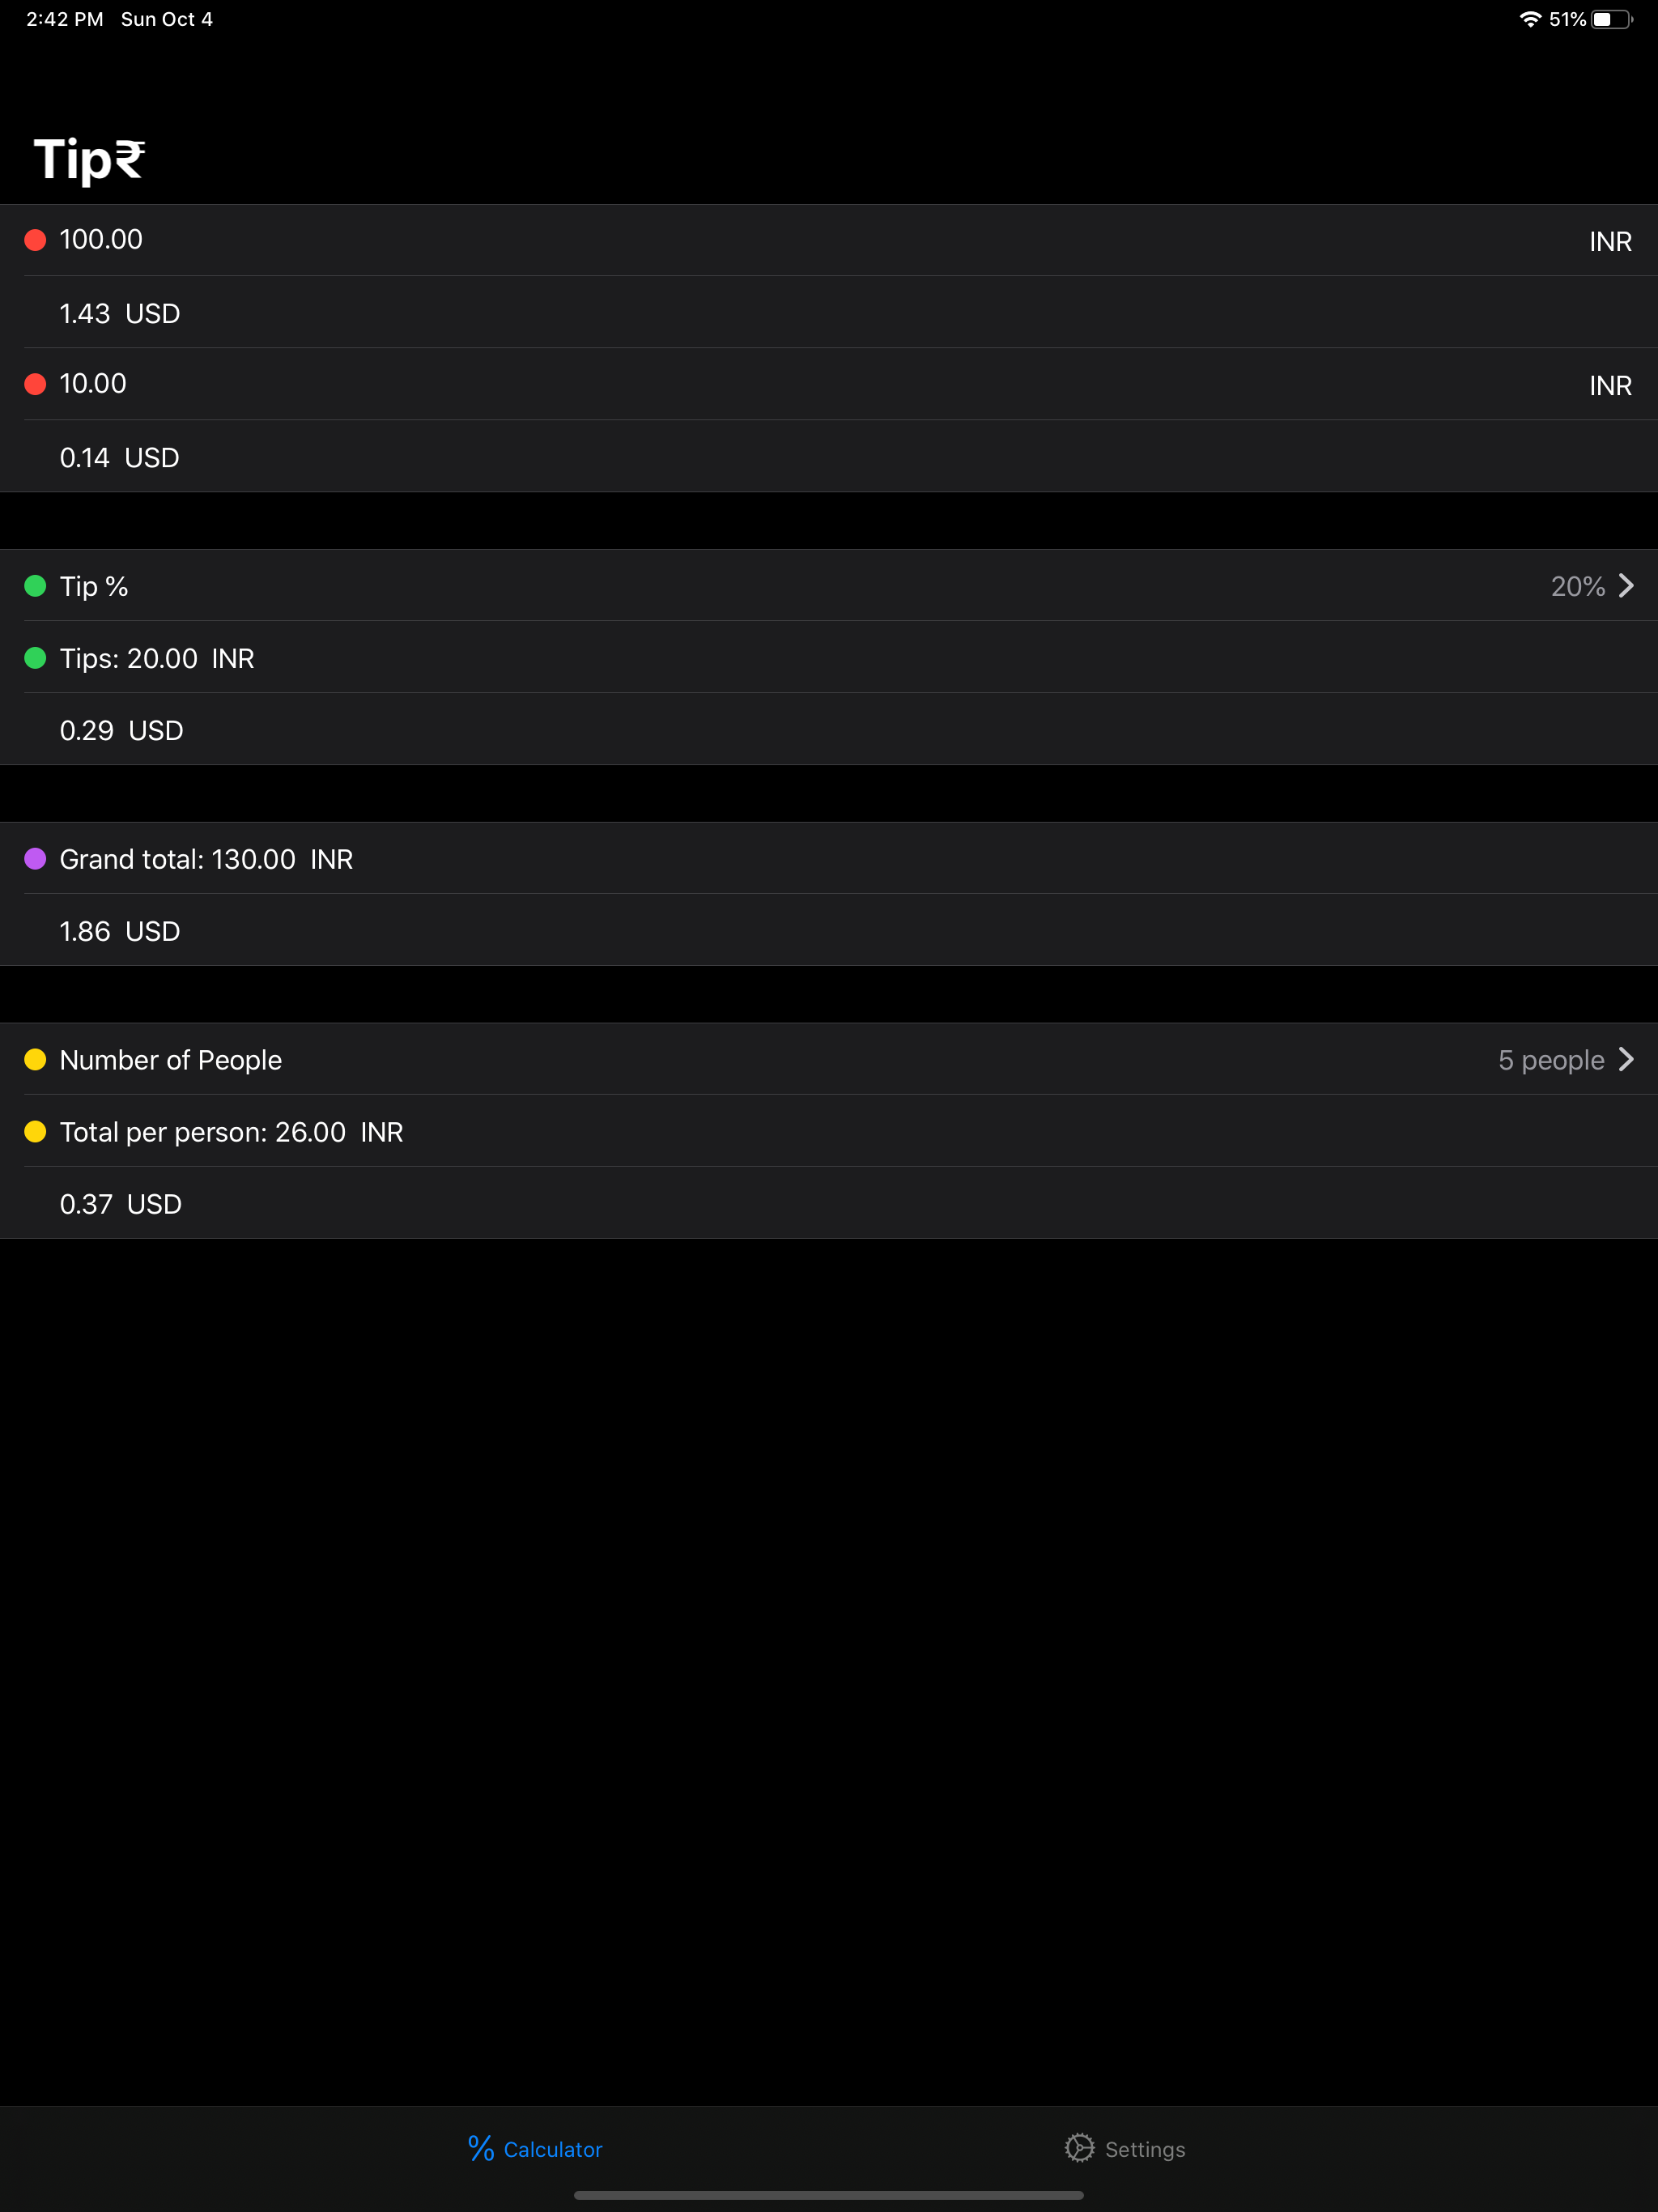 2:42 PM Sun Oct 4 51%
Tip₹
100.00 INR
1.43 USD
10.00 INR
0.14 USD
Tip % 20%
Tips: 20.00 INR
0.29 USD
Grand total: 130.00 INR
1.86 USD
Number of People 5 people
Total per person: 26.00 INR
0.37 USD
% Calculator Settings